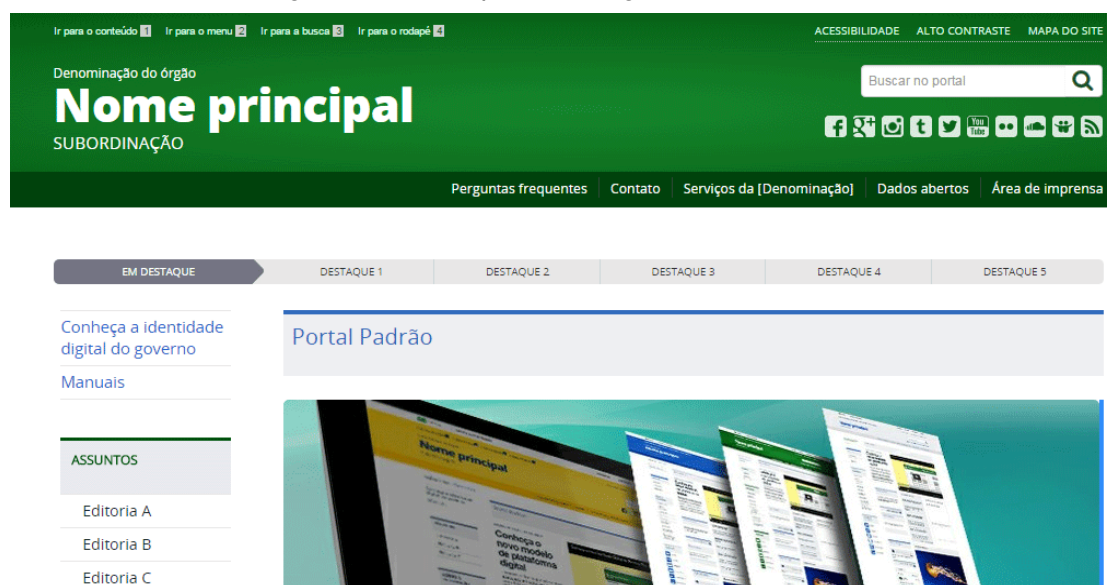 Ir para o conteúdo 1 Ir para o menu 2 Ir para a busca 3 Ir para o rodapé 4
ACESSIBILIDADE ALTO CONTRASTE MAPA DO SITE
Denominação do órgão
Nome principal
SUBORDINAÇÃO
Buscar no portal
You Tube
Perguntas frequentes Contato Serviços da [Denominação] Dados abertos Área de imprensa
EM DESTAQUE DESTAQUE 1 DESTAQUE 2 DESTAQUE 3 DESTAQUE 4 DESTAQUE 5
Conheça a identidade
digital do governo
Manuais
Portal Padrão
ASSUNTOS
Editoria A
Editoria B
Editoria C
Nome principal
Conheça o
novo modelo
de plataforma
digital